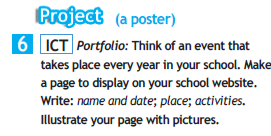 Project (a poster)
6 ICT Portfolio: Think of an event that
takes place every year in your school. Make
a page to display on your school website.
Write: name and date; place; activities.
Illustrate your page with pictures.